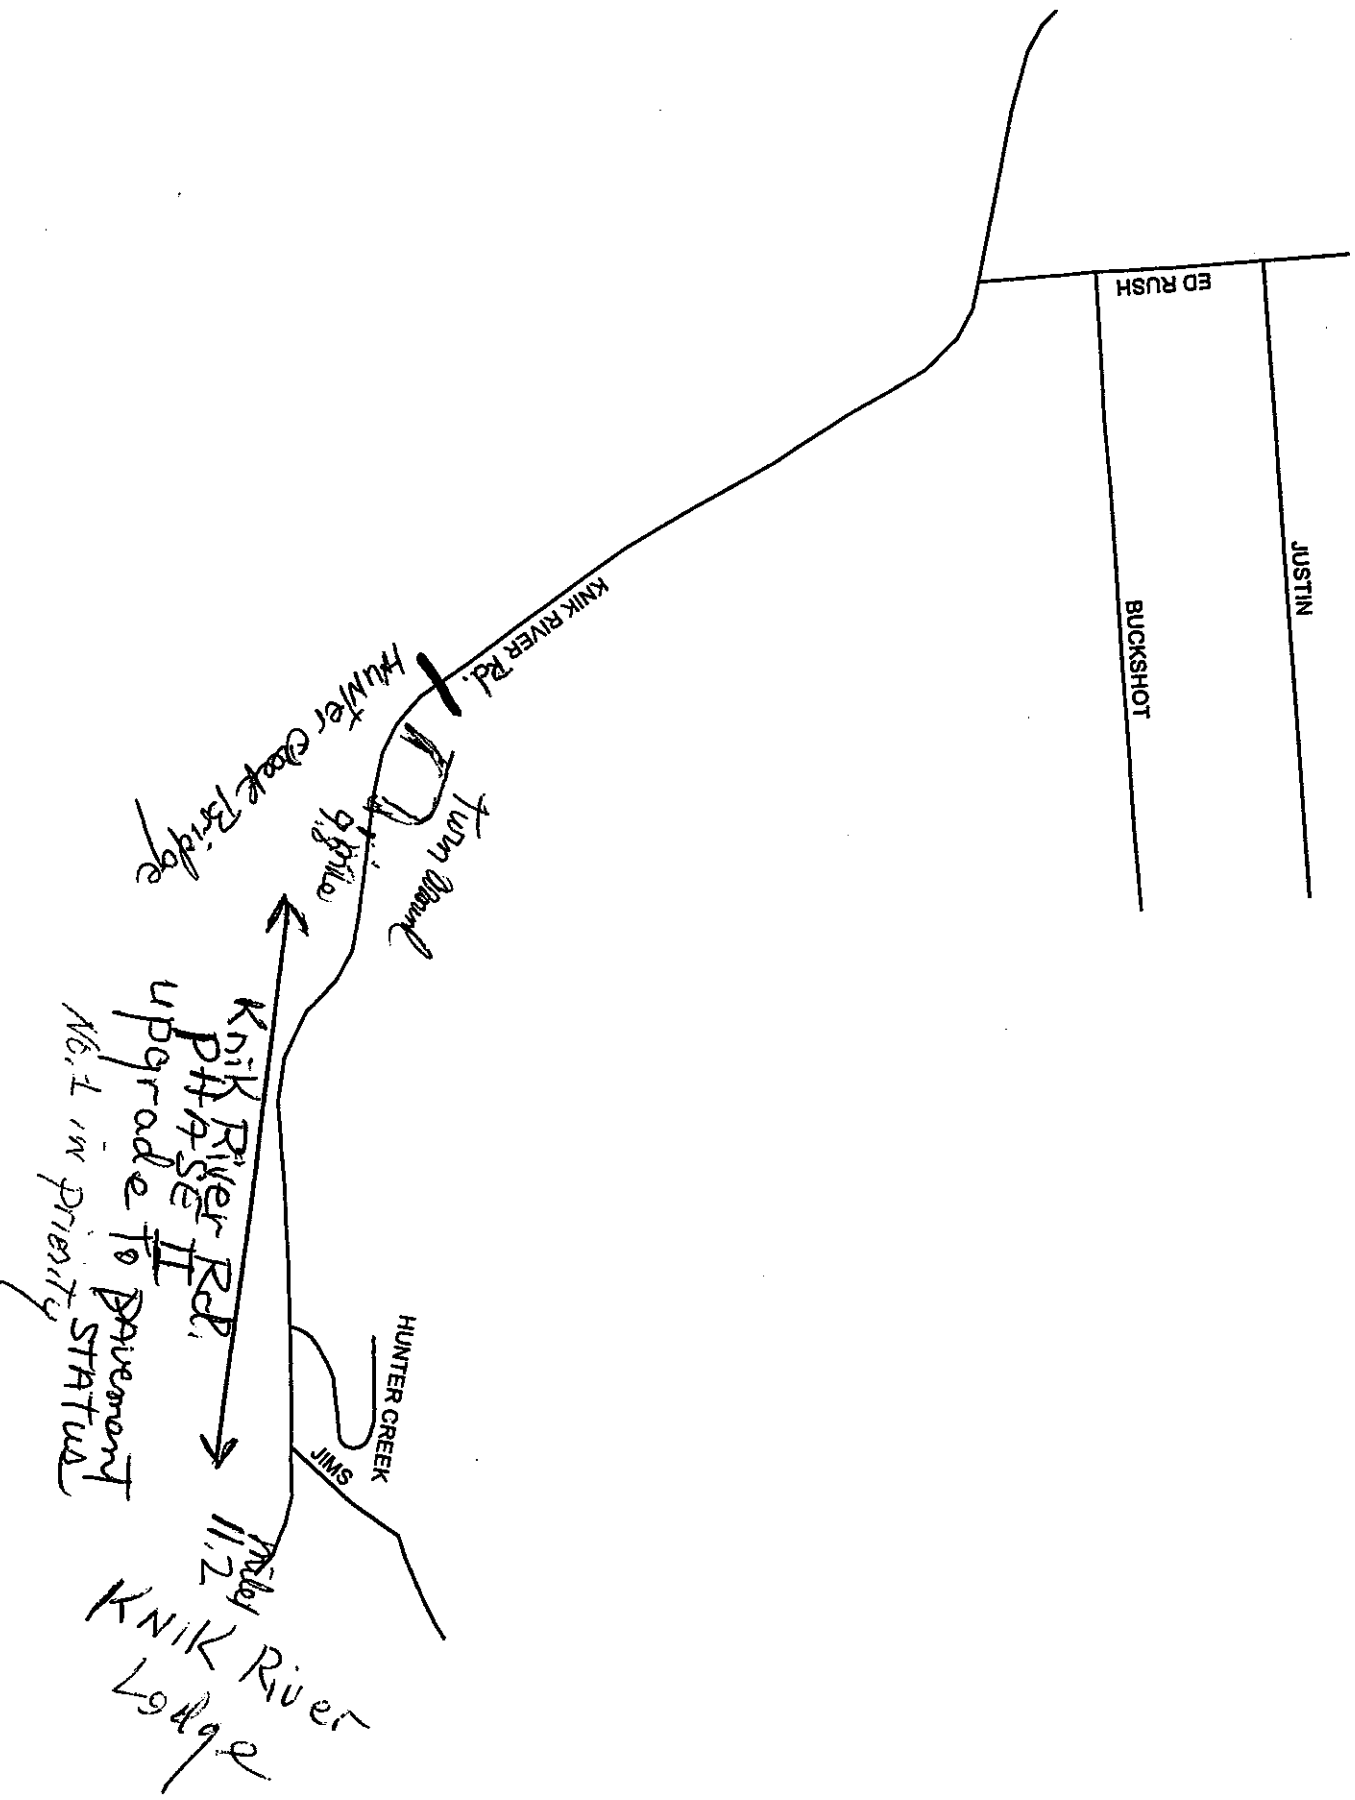 ED RUSH
JUSTIN
BUCKSHOT
KNIK RIVER Rd.
HUNTer Creek Bridge
turn around
9.8 mile
KniK River Rd.
PHASE II
upgrade to PAivemanT
No. 1 in PrioriTy STATUS
HUNTER CREEK
JIMS
mile
11.2
KNiK River
Lodge